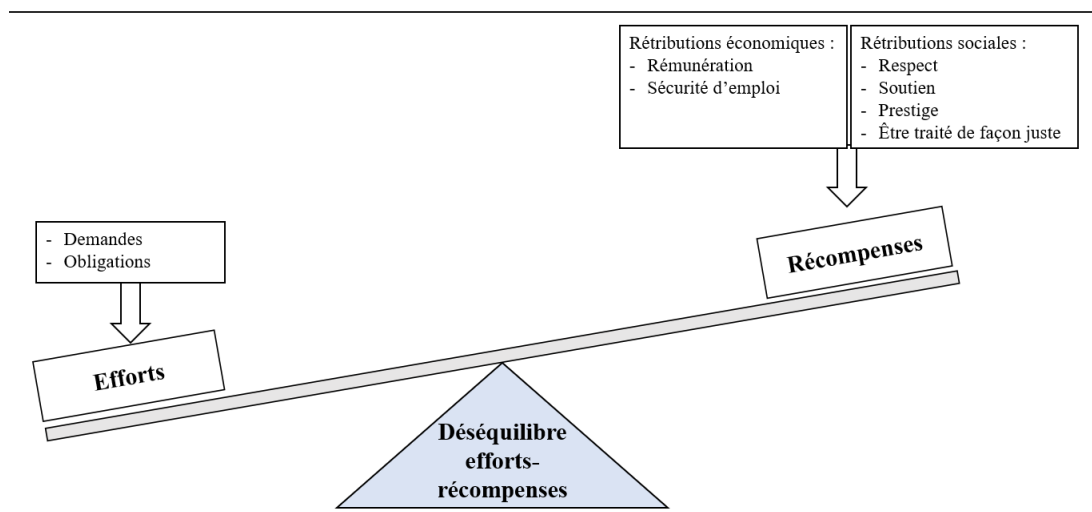 Rétributions économiques :
- Rémunération
- Sécurité d’emploi
Rétributions sociales :
- Respect
- Soutien
- Prestige
- Être traité de façon juste
- Demandes
- Obligations
Récompenses
Efforts
Déséquilibre
efforts-
récompenses